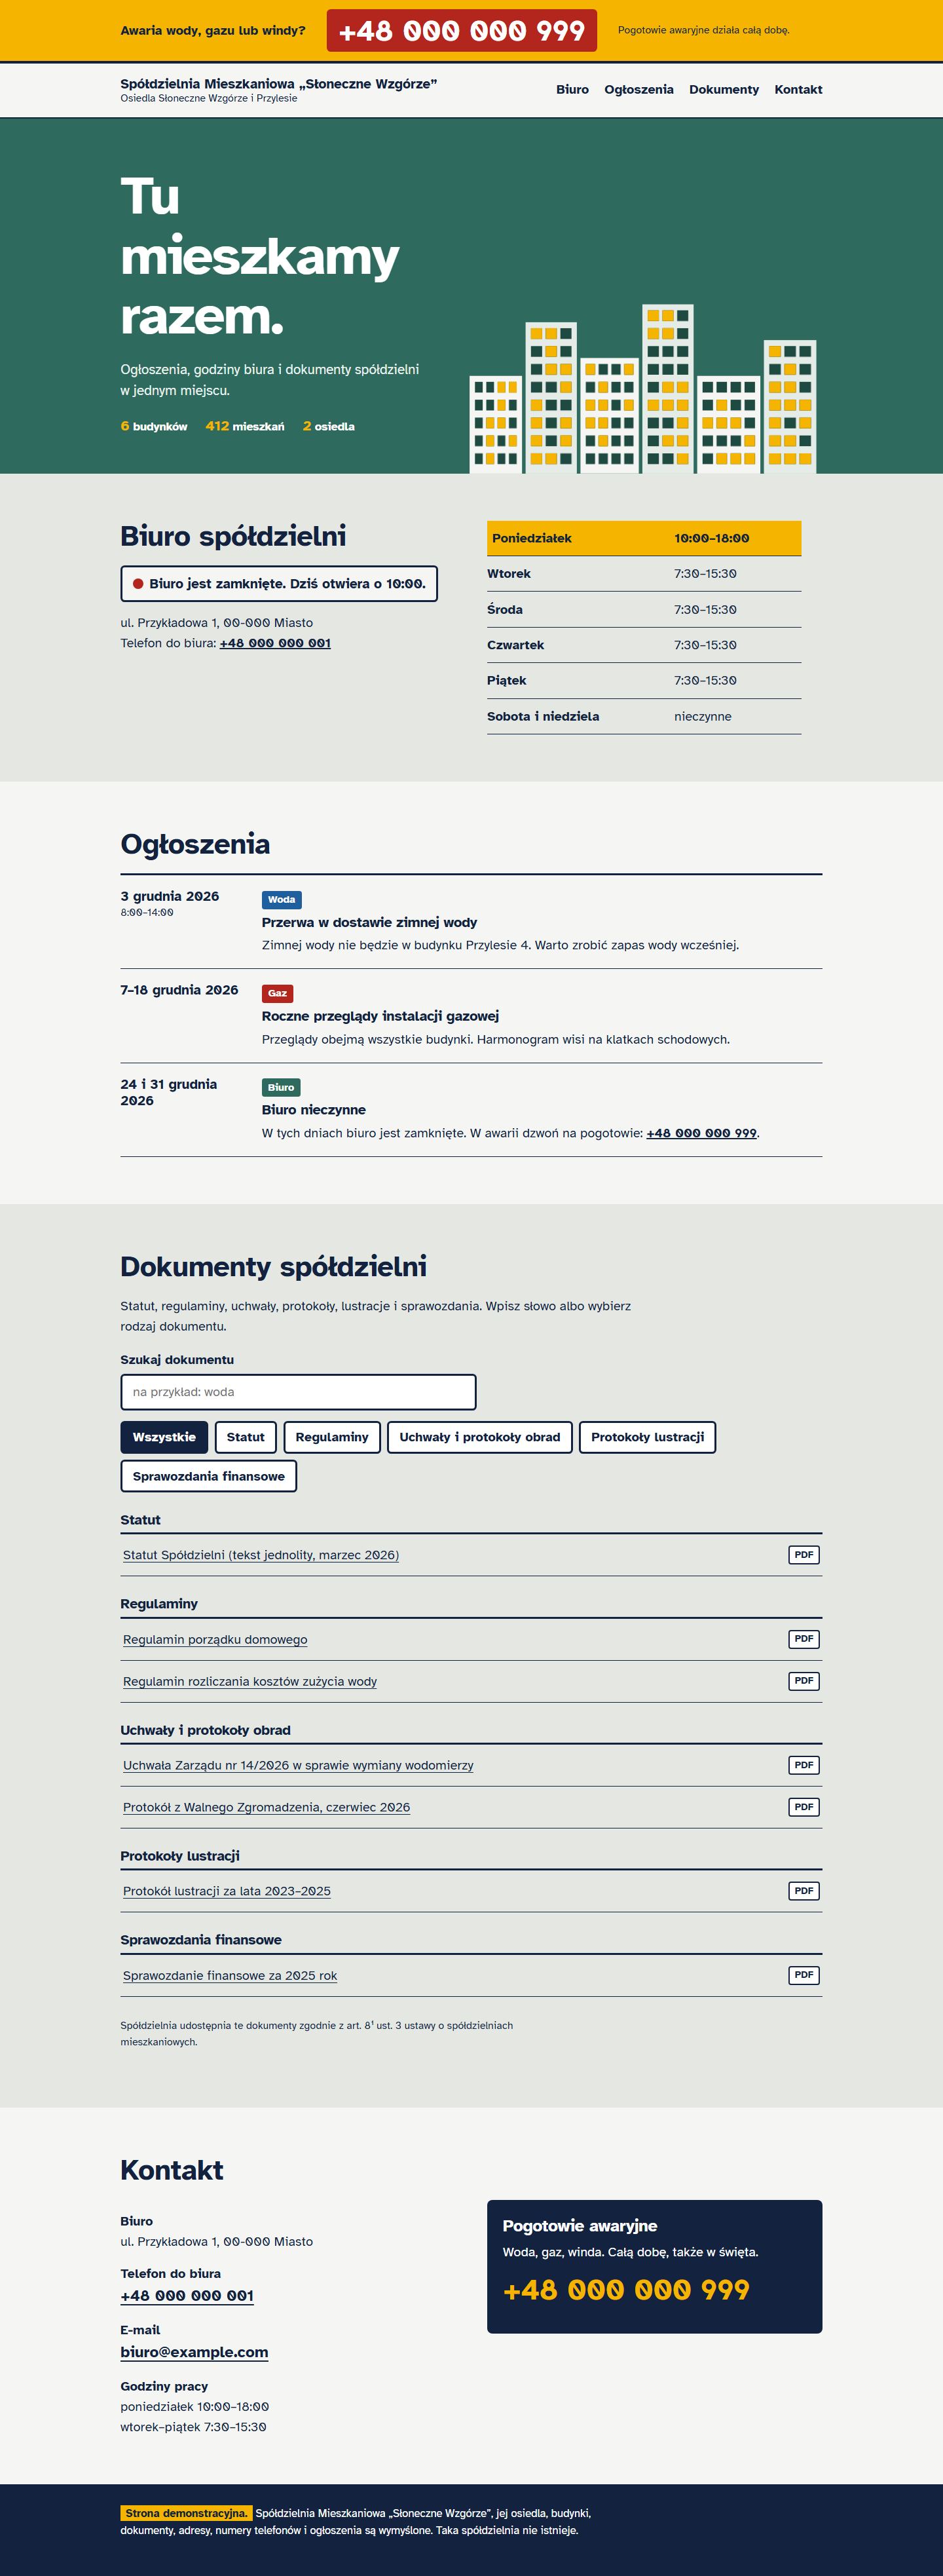 Awaria wody, gazu lub windy?
+48 000 000 999
Pogotowie awaryjne działa całą dobę.
Spółdzielnia Mieszkaniowa „Słoneczne Wzgórze”
Osiedla Słoneczne Wzgórze i Przylesie
Biuro Ogłoszenia Dokumenty Kontakt
Tu
mieszkamy
razem.
Ogłoszenia, godziny biura i dokumenty spółdzielni
w jednym miejscu.
6 budynków 412 mieszkań 2 osiedla
Biuro spółdzielni
Biuro jest zamknięte. Dziś otwiera o 10:00.
ul. Przykładowa 1, 00-000 Miasto
Telefon do biura: +48 000 000 001
Poniedziałek 10:00–18:00
Wtorek 7:30–15:30
Środa 7:30–15:30
Czwartek 7:30–15:30
Piątek 7:30–15:30
Sobota i niedziela nieczynne
Ogłoszenia
3 grudnia 2026
8:00–14:00
Woda
Przerwa w dostawie zimnej wody
Zimnej wody nie będzie w budynku Przylesie 4. Warto zrobić zapas wody wcześniej.
7–18 grudnia 2026
Gaz
Roczne przeglądy instalacji gazowej
Przeglądy obejmą wszystkie budynki. Harmonogram wisi na klatkach schodowych.
24 i 31 grudnia
2026
Biuro
Biuro nieczynne
W tych dniach biuro jest zamknięte. W awarii dzwoń na pogotowie: +48 000 000 999.
Dokumenty spółdzielni
Statut, regulaminy, uchwały, protokoły, lustracje i sprawozdania. Wpisz słowo albo wybierz
rodzaj dokumentu.
Szukaj dokumentu
na przykład: woda
Wszystkie Statut Regulaminy Uchwały i protokoły obrad Protokoły lustracji
Sprawozdania finansowe
Statut
Statut Spółdzielni (tekst jednolity, marzec 2026) PDF
Regulaminy
Regulamin porządku domowego PDF
Regulamin rozliczania kosztów zużycia wody PDF
Uchwały i protokoły obrad
Uchwała Zarządu nr 14/2026 w sprawie wymiany wodomierzy PDF
Protokół z Walnego Zgromadzenia, czerwiec 2026 PDF
Protokoły lustracji
Protokół lustracji za lata 2023–2025 PDF
Sprawozdania finansowe
Sprawozdanie finansowe za 2025 rok PDF
Spółdzielnia udostępnia te dokumenty zgodnie z art. 8¹ ust. 3 ustawy o spółdzielniach
mieszkaniowych.
Kontakt
Biuro
ul. Przykładowa 1, 00-000 Miasto
Telefon do biura
+48 000 000 001
E-mail
biuro@example.com
Godziny pracy
poniedziałek 10:00–18:00
wtorek–piątek 7:30–15:30
Pogotowie awaryjne
Woda, gaz, winda. Całą dobę, także w święta.
+48 000 000 999
Strona demonstracyjna. Spółdzielnia Mieszkaniowa „Słoneczne Wzgórze”, jej osiedla, budynki,
dokumenty, adresy, numery telefonów i ogłoszenia są wymyślone. Taka spółdzielnia nie istnieje.